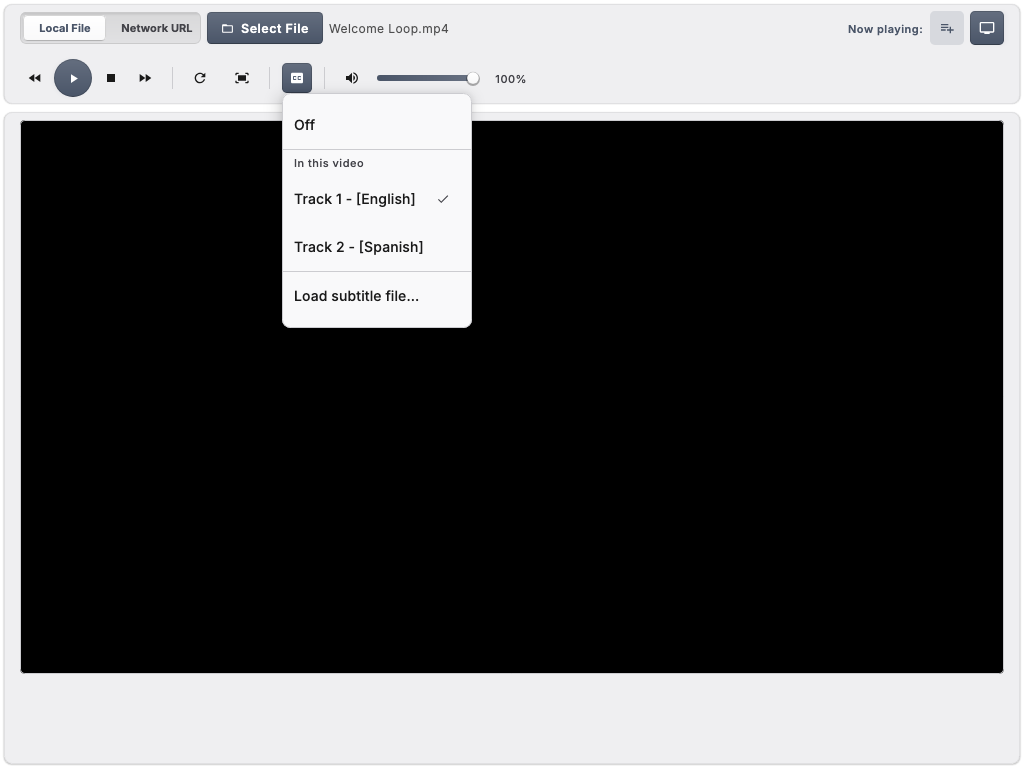 Local File
Network URL
Select File
Welcome Loop.mp4
Now playing:
CC
100%
Off
In this video
Track 1 - [English]
Track 2 - [Spanish]
Load subtitle file...